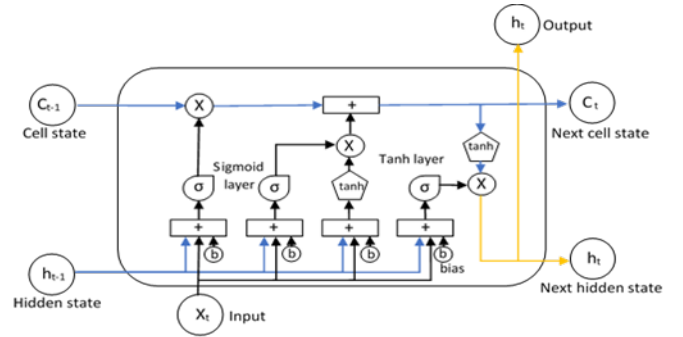 hₜ Output
Cₜ₋₁ X + Cₜ
Cell state Next cell state
tanh
X
Sigmoid layer Tanh layer
σ σ tanh σ X
+ + + +
b b b b
bias
hₜ₋₁ hₜ
Hidden state Next hidden state
Xₜ Input